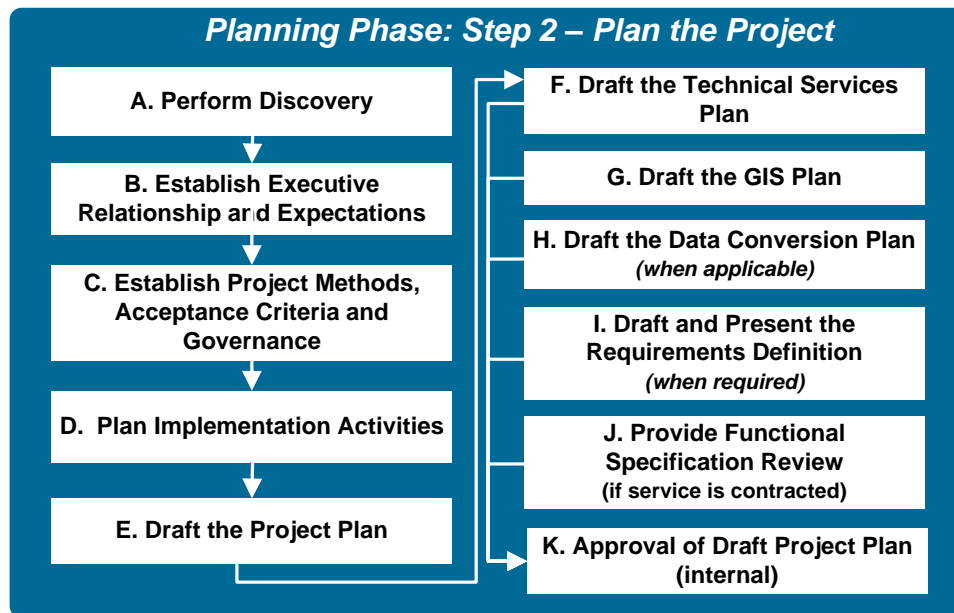 Planning Phase: Step 2 – Plan the Project
A. Perform Discovery
B. Establish Executive
Relationship and Expectations
C. Establish Project Methods,
Acceptance Criteria and
Governance
D. Plan Implementation Activities
E. Draft the Project Plan
F. Draft the Technical Services
Plan
G. Draft the GIS Plan
H. Draft the Data Conversion Plan
(when applicable)
I. Draft and Present the
Requirements Definition
(when required)
J. Provide Functional
Specification Review
(if service is contracted)
K. Approval of Draft Project Plan
(internal)